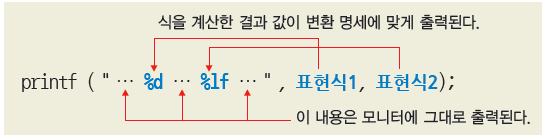 식을 계산한 결과 값이 변환 명세에 맞게 출력된다.
printf ( " … %d … %lf … " , 표현식1, 표현식2);
이 내용은 모니터에 그대로 출력된다.